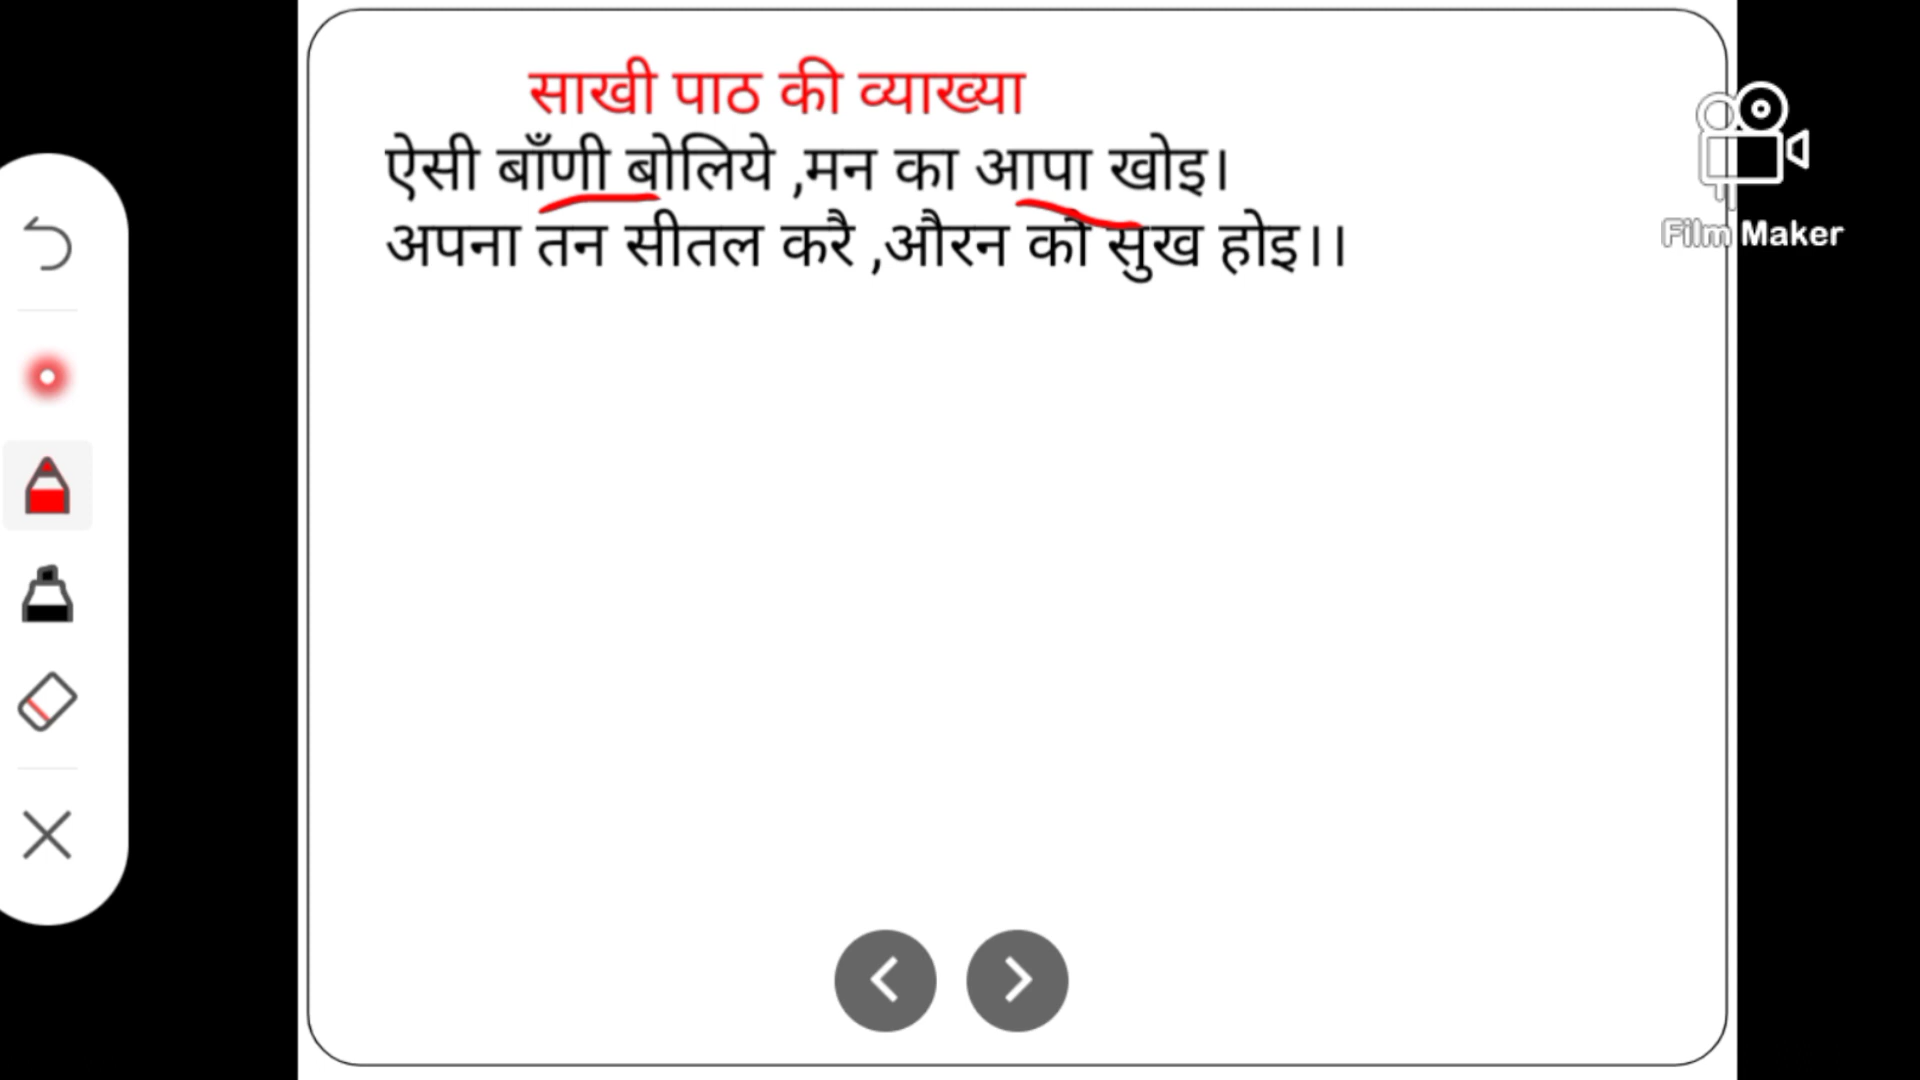 साखी पाठ की व्याख्या
ऐसी बाँणी बोलिये ,मन का आपा खोइ।
अपना तन सीतल करै ,औरन कौ सुख होइ।।
Film Maker